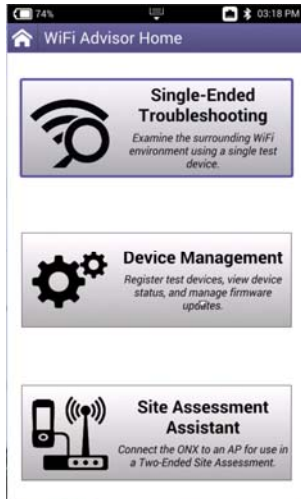 74%
03:18 PM
WiFi Advisor Home
Single-Ended
Troubleshooting
Examine the surrounding WiFi
environment using a single test
device.
Device Management
Register test devices, view device
status, and manage firmware
updates.
Site Assessment
Assistant
Connect the ONX to an AP for use in
a Two-Ended Site Assessment.